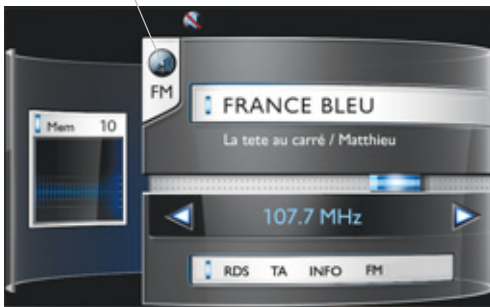 FM
FRANCE BLEU
Mem 10
La tete au carré / Matthieu
107.7 MHz
RDS TA INFO FM